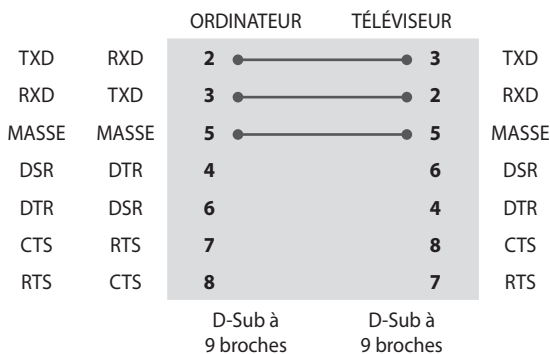 ORDINATEUR TÉLÉVISEUR
TXD RXD 2 3 TXD
RXD TXD 3 2 RXD
MASSE MASSE 5 5 MASSE
DSR DTR 4 6 DSR
DTR DSR 6 4 DTR
CTS RTS 7 8 CTS
RTS CTS 8 7 RTS
D-Sub à D-Sub à
9 broches 9 broches